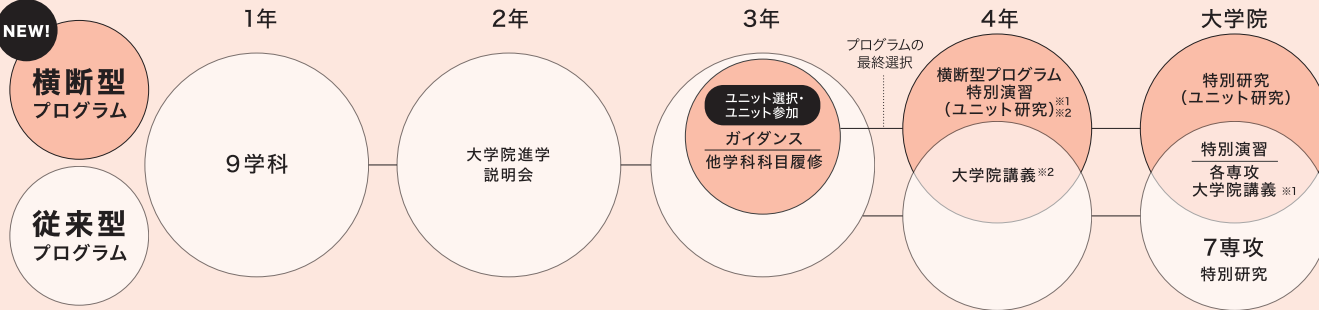 NEW!
横断型
プログラム
従来型
プログラム
1年
9学科
2年
大学院進学
説明会
3年
ユニット選択・
ユニット参加
ガイダンス
他学科科目履修
プログラムの
最終選択
4年
横断型プログラム
特別演習
(ユニット研究)※1
※2
大学院講義※2
大学院
特別研究
(ユニット研究)
特別演習
各専攻
大学院講義 ※1
7専攻
特別研究